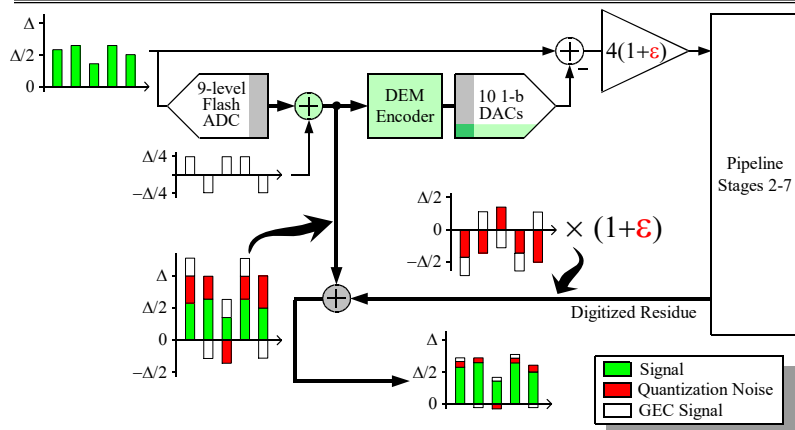 Δ
Δ/2
0
4(1+ε)
9-level
Flash
ADC
+
DEM
Encoder
10 1-b
DACs
+
−
Pipeline
Stages 2-7
Δ/4
−Δ/4
Δ/2
0
−Δ/2
× (1+ε)
Δ
Δ/2
0
−Δ/2
+
Digitized Residue
Δ
Δ/2
0
Signal
Quantization Noise
GEC Signal